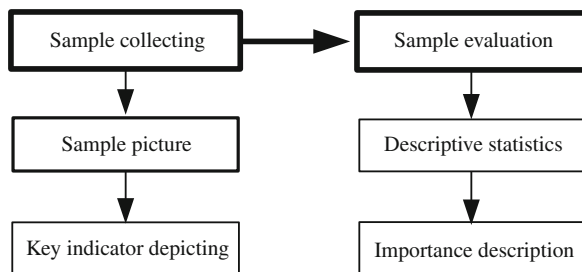 Sample collecting
Sample evaluation
Sample picture
Descriptive statistics
Key indicator depicting
Importance description